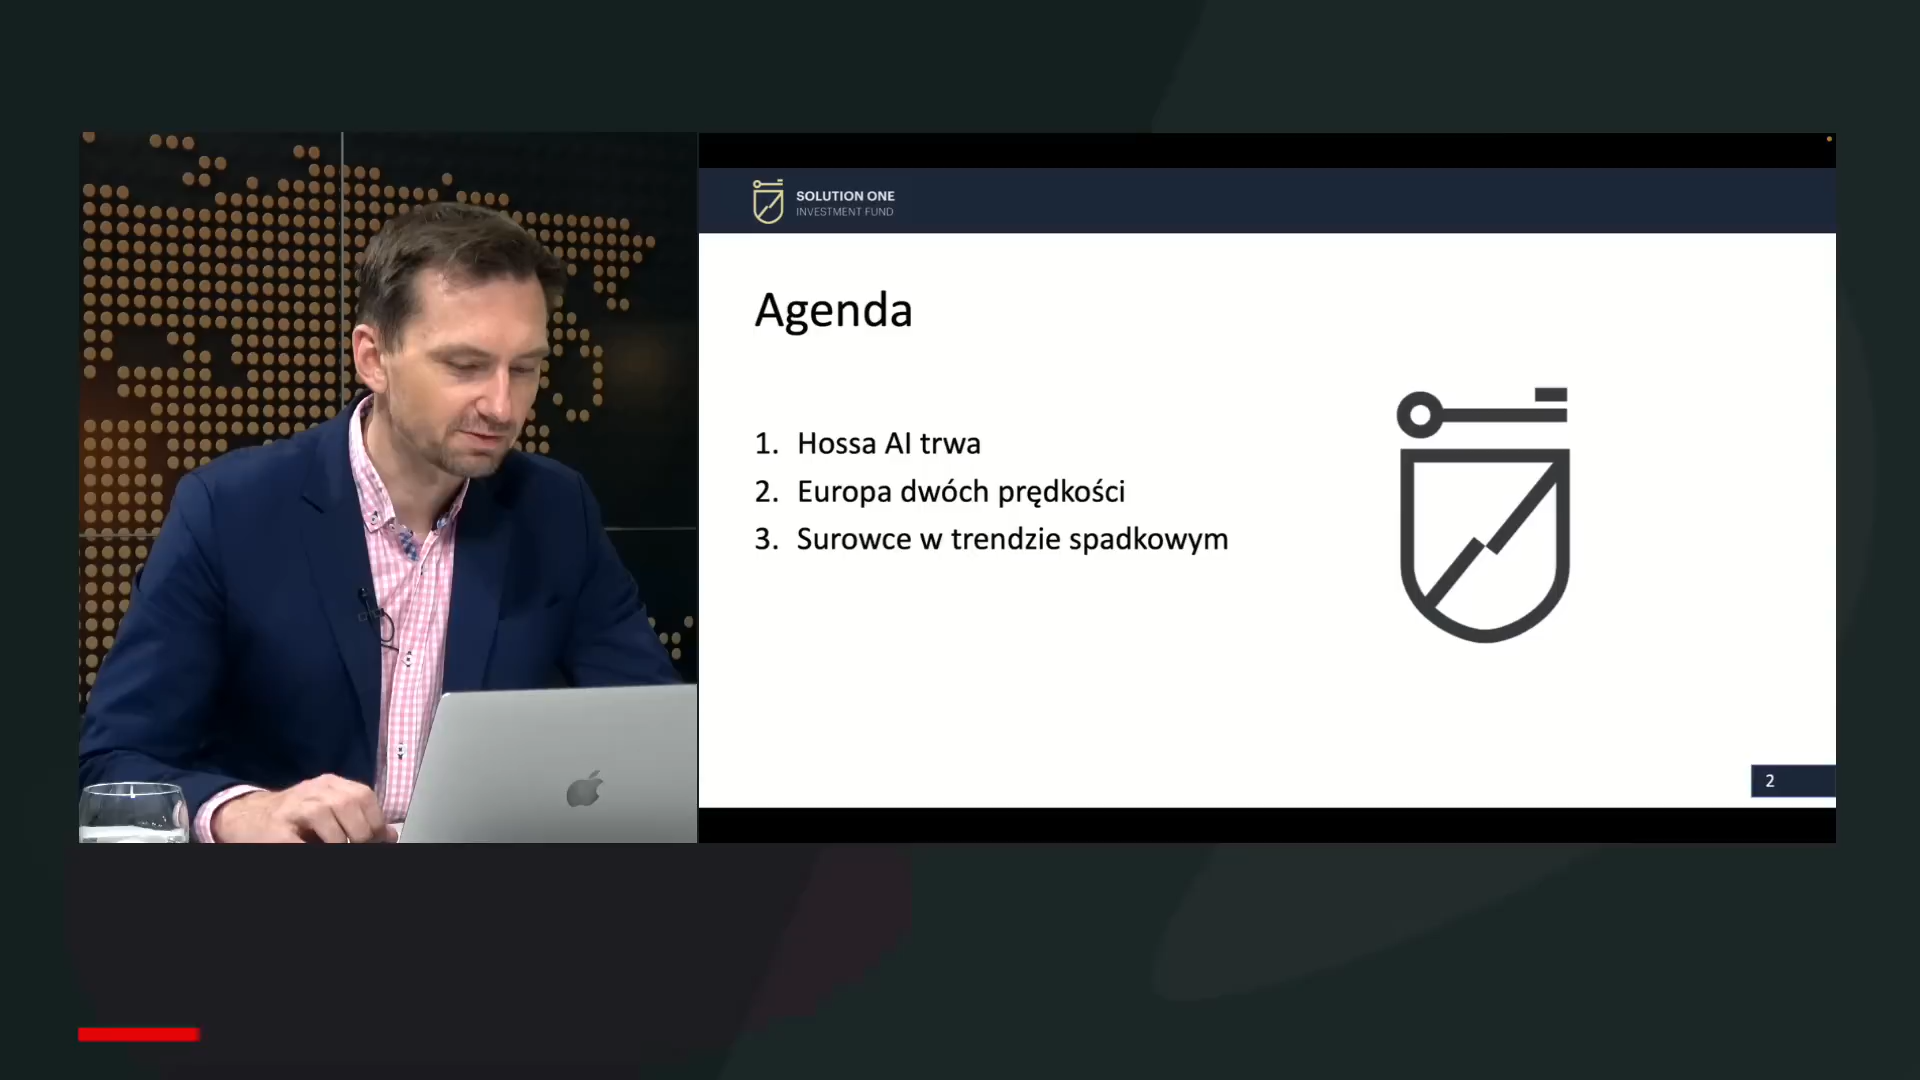 SOLUTION ONE
INVESTMENT FUND
Agenda
1. Hossa AI trwa
2. Europa dwóch prędkości
3. Surowce w trendzie spadkowym
2